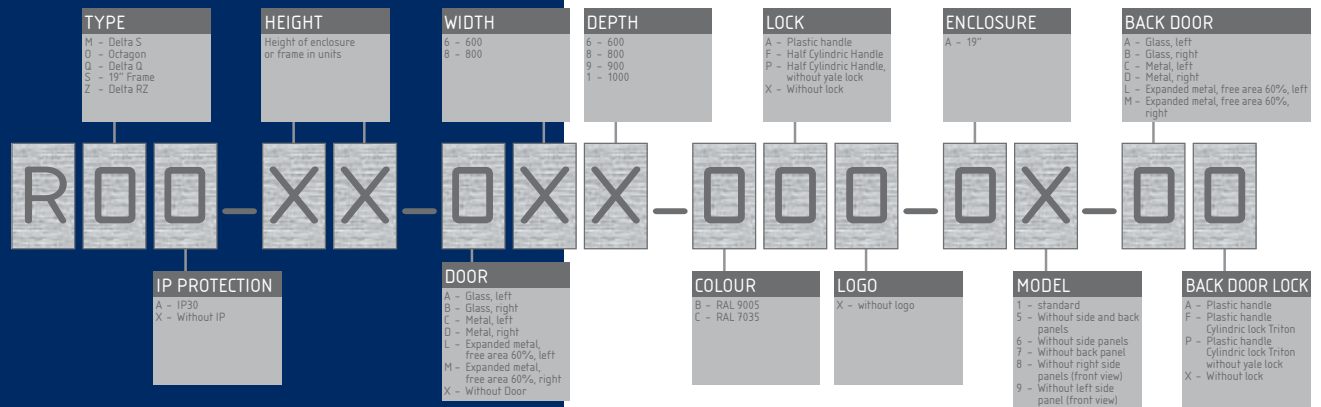 TYPE
M - Delta S
O - Octagon
Q - Delta Q
S - 19" Frame
Z - Delta RZ
HEIGHT
Height of enclosure
or frame in units
WIDTH
6 - 600
8 - 800
DEPTH
6 - 600
8 - 800
9 - 900
1 - 1000
LOCK
A - Plastic handle
F - Half Cylindric Handle
P - Half Cylindric Handle,
without yale lock
X - Without lock
ENCLOSURE
A - 19"
BACK DOOR
A - Glass, left
B - Glass, right
C - Metal, left
D - Metal, right
L - Expanded metal, free area 60%, left
M - Expanded metal, free area 60%,
right
R O O - X X - O X X - O O O - O X - O O
IP PROTECTION
A - IP30
X - Without IP
DOOR
A - Glass, left
B - Glass, right
C - Metal, left
D - Metal, right
L - Expanded metal,
free area 60%, left
M - Expanded metal,
free area 60%, right
X - Without Door
COLOUR
B - RAL 9005
C - RAL 7035
LOGO
X - without logo
MODEL
1 - standard
5 - Without side and back
panels
6 - Without side panels
7 - Without back panel
8 - Without right side
panels (front view)
9 - Without left side
panel (front view)
BACK DOOR LOCK
A - Plastic handle
F - Plastic handle
Cylindric lock Triton
P - Plastic handle
Cylindric lock Triton
without yale lock
X - Without lock